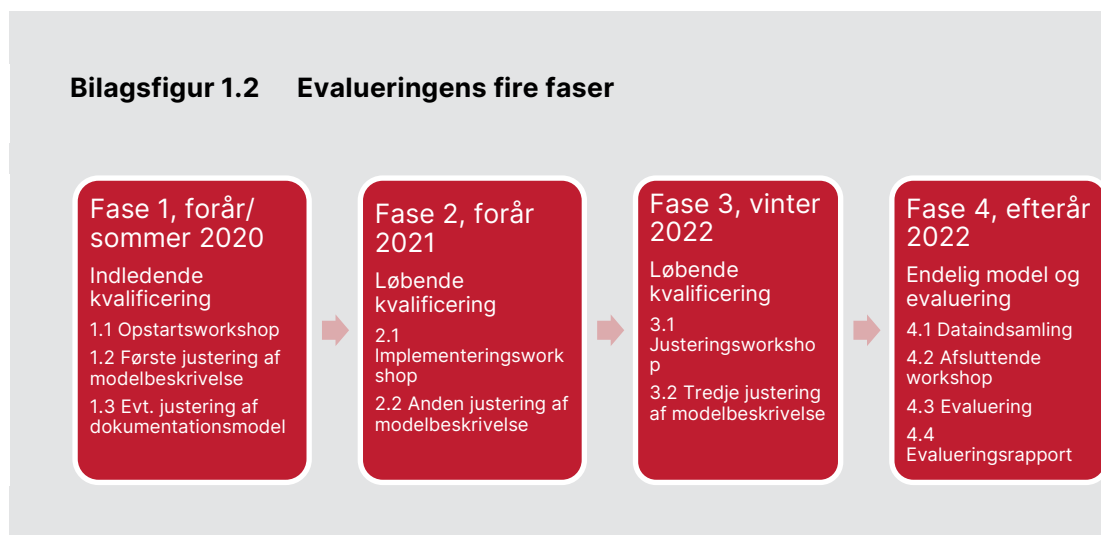 Bilagsfigur 1.2 Evalueringens fire faser
Fase 1, forår/
sommer 2020
Indledende
kvalificering
1.1 Opstartsworkshop
1.2 Første justering af
modelbeskrivelse
1.3 Evt. justering af
dokumentationsmodel
Fase 2, forår
2021
Løbende
kvalificering
2.1
Implementeringswork
shop
2.2 Anden justering af
modelbeskrivelse
Fase 3, vinter
2022
Løbende
kvalificering
3.1
Justeringsworksho
p
3.2 Tredje justering
af modelbeskrivelse
Fase 4, efterår
2022
Endelig model og
evaluering
4.1 Dataindsamling
4.2 Afsluttende
workshop
4.3 Evaluering
4.4
Evalueringsrapport